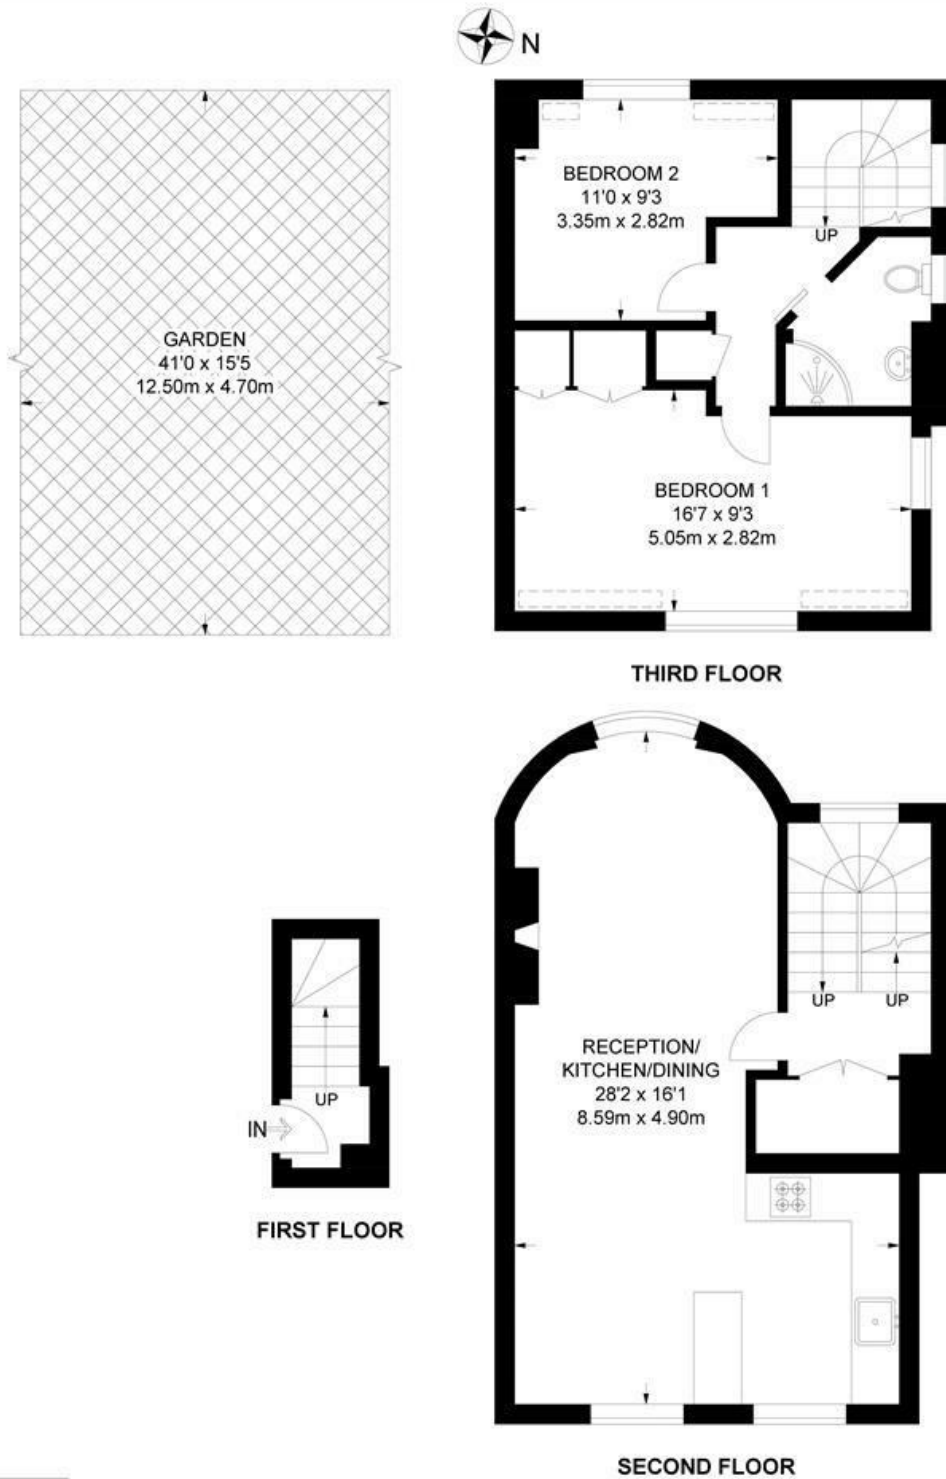 N
GARDEN
41'0 x 15'5
12.50m x 4.70m
BEDROOM 2
11'0 x 9'3
3.35m x 2.82m
UP
BEDROOM 1
16'7 x 9'3
5.05m x 2.82m
THIRD FLOOR
UP
UP
RECEPTION/
KITCHEN/DINING
28'2 x 16'1
8.59m x 4.90m
UP
IN
FIRST FLOOR
SECOND FLOOR